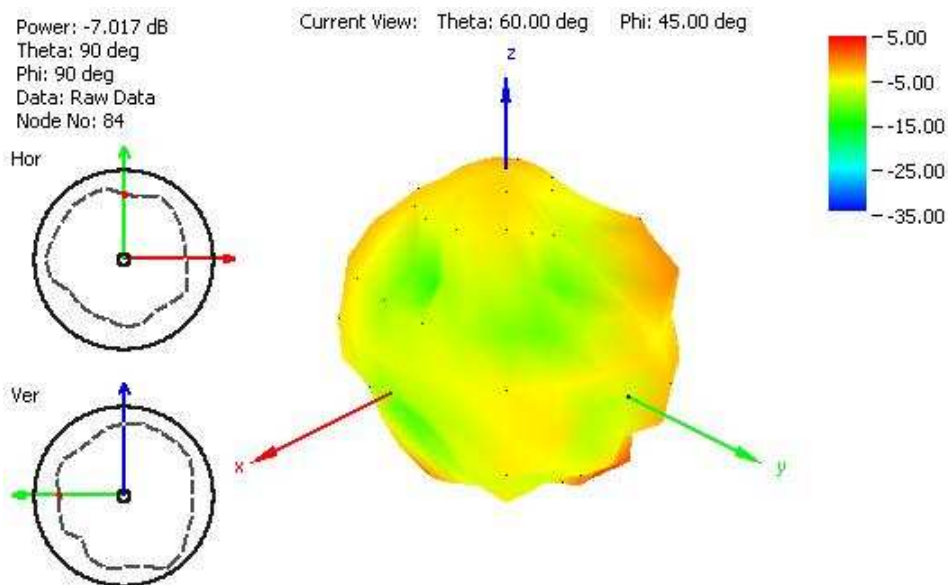 Power: -7.017 dB
Theta: 90 deg
Phi: 90 deg
Data: Raw Data
Node No: 84
Current View: Theta: 60.00 deg Phi: 45.00 deg
Hor
Ver
z
x
y
5.00
-5.00
-15.00
-25.00
-35.00